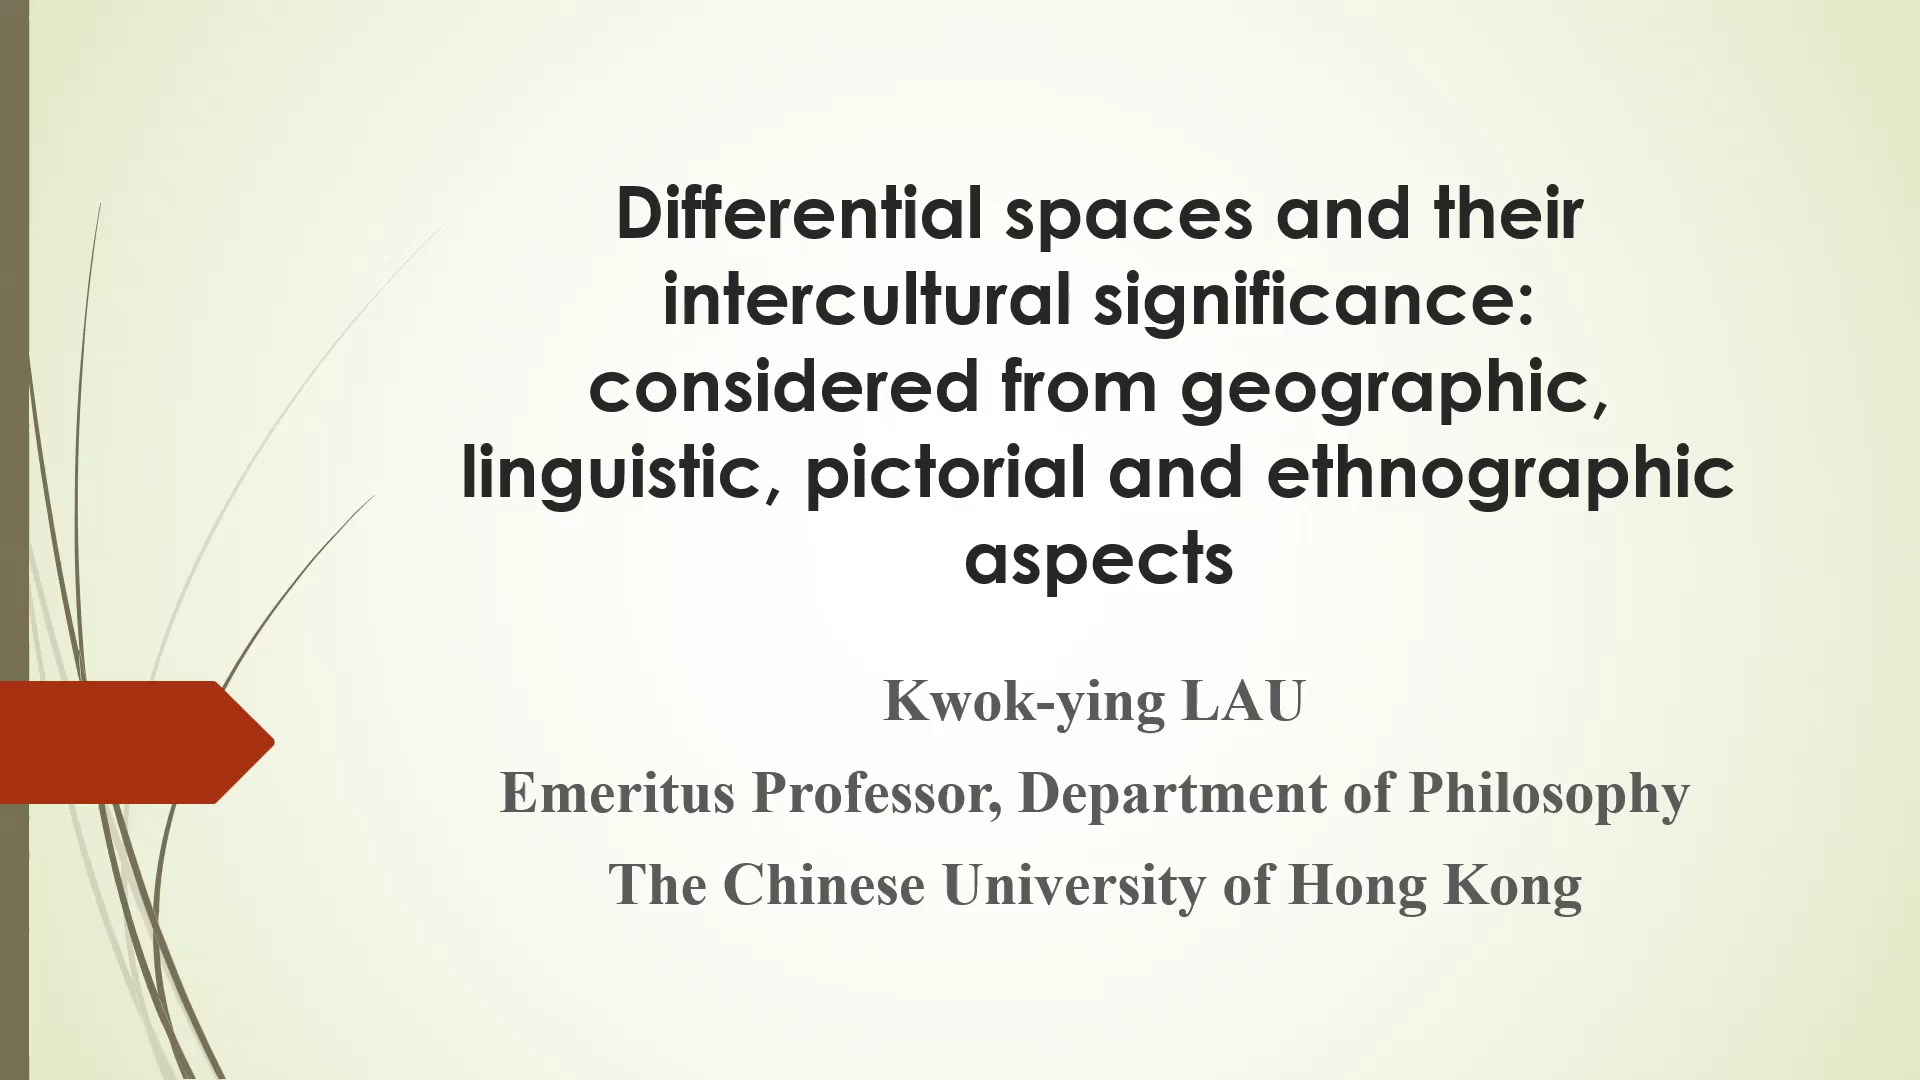 Differential spaces and their
intercultural significance:
considered from geographic,
linguistic, pictorial and ethnographic
aspects
Kwok-ying LAU
Emeritus Professor, Department of Philosophy
The Chinese University of Hong Kong